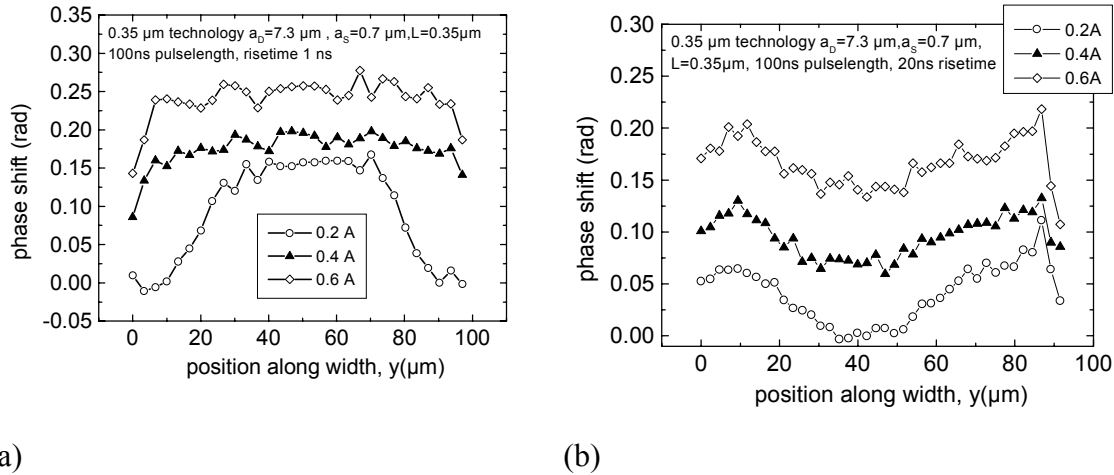 0.35 µm technology a_D=7.3 µm , a_S=0.7 µm,L=0.35µm
100ns pulselength, risetime 1 ns
0.30
0.25
0.20
0.15
0.10
0.05
0.00
-0.05
phase shift (rad)
0.2 A
0.4 A
0.6 A
0 20 40 60 80 100
position along width, y(µm)
a)
0.35 µm technology a_D=7.3 µm,a_S=0.7 µm,
L=0.35µm, 100ns pulselength, 20ns risetime
0.2A
0.4A
0.6A
0.30
0.25
0.20
0.15
0.10
0.05
0.00
phase shift (rad)
0 20 40 60 80 100
position along width, y(µm)
(b)